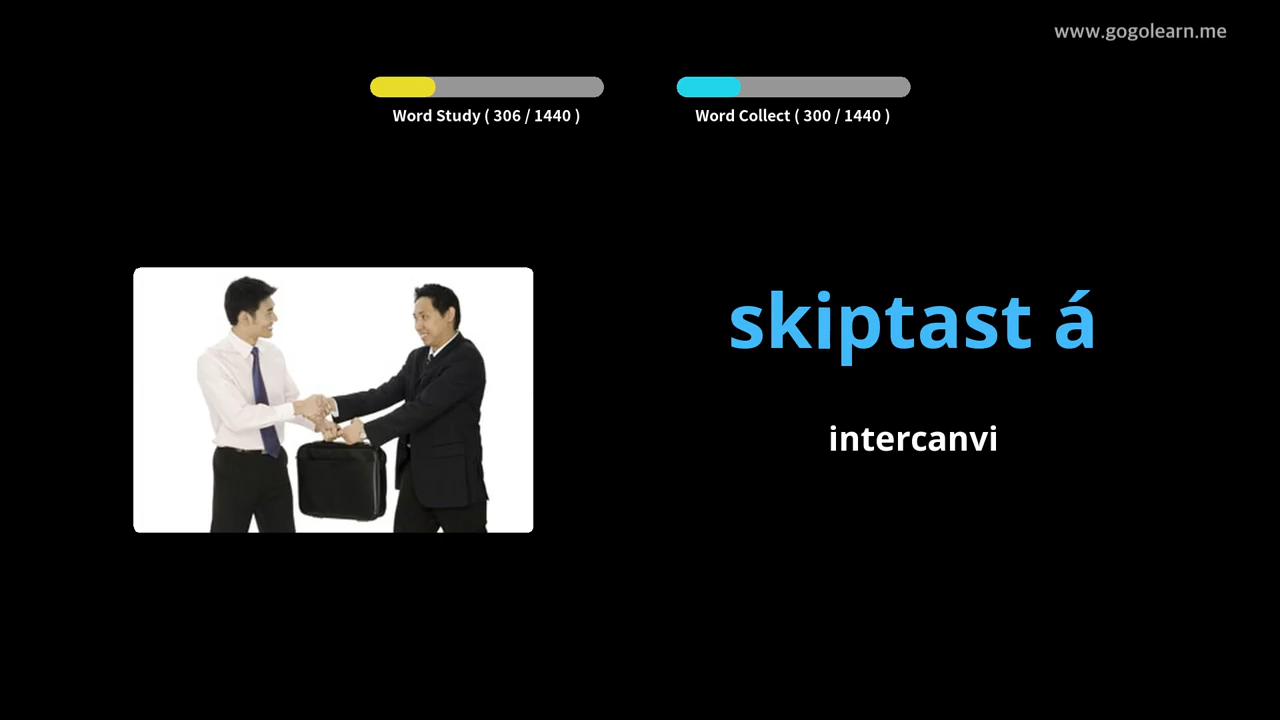 www.gogolearn.me
Word Study ( 306 / 1440 )
Word Collect ( 300 / 1440 )
skiptast á
intercanvi